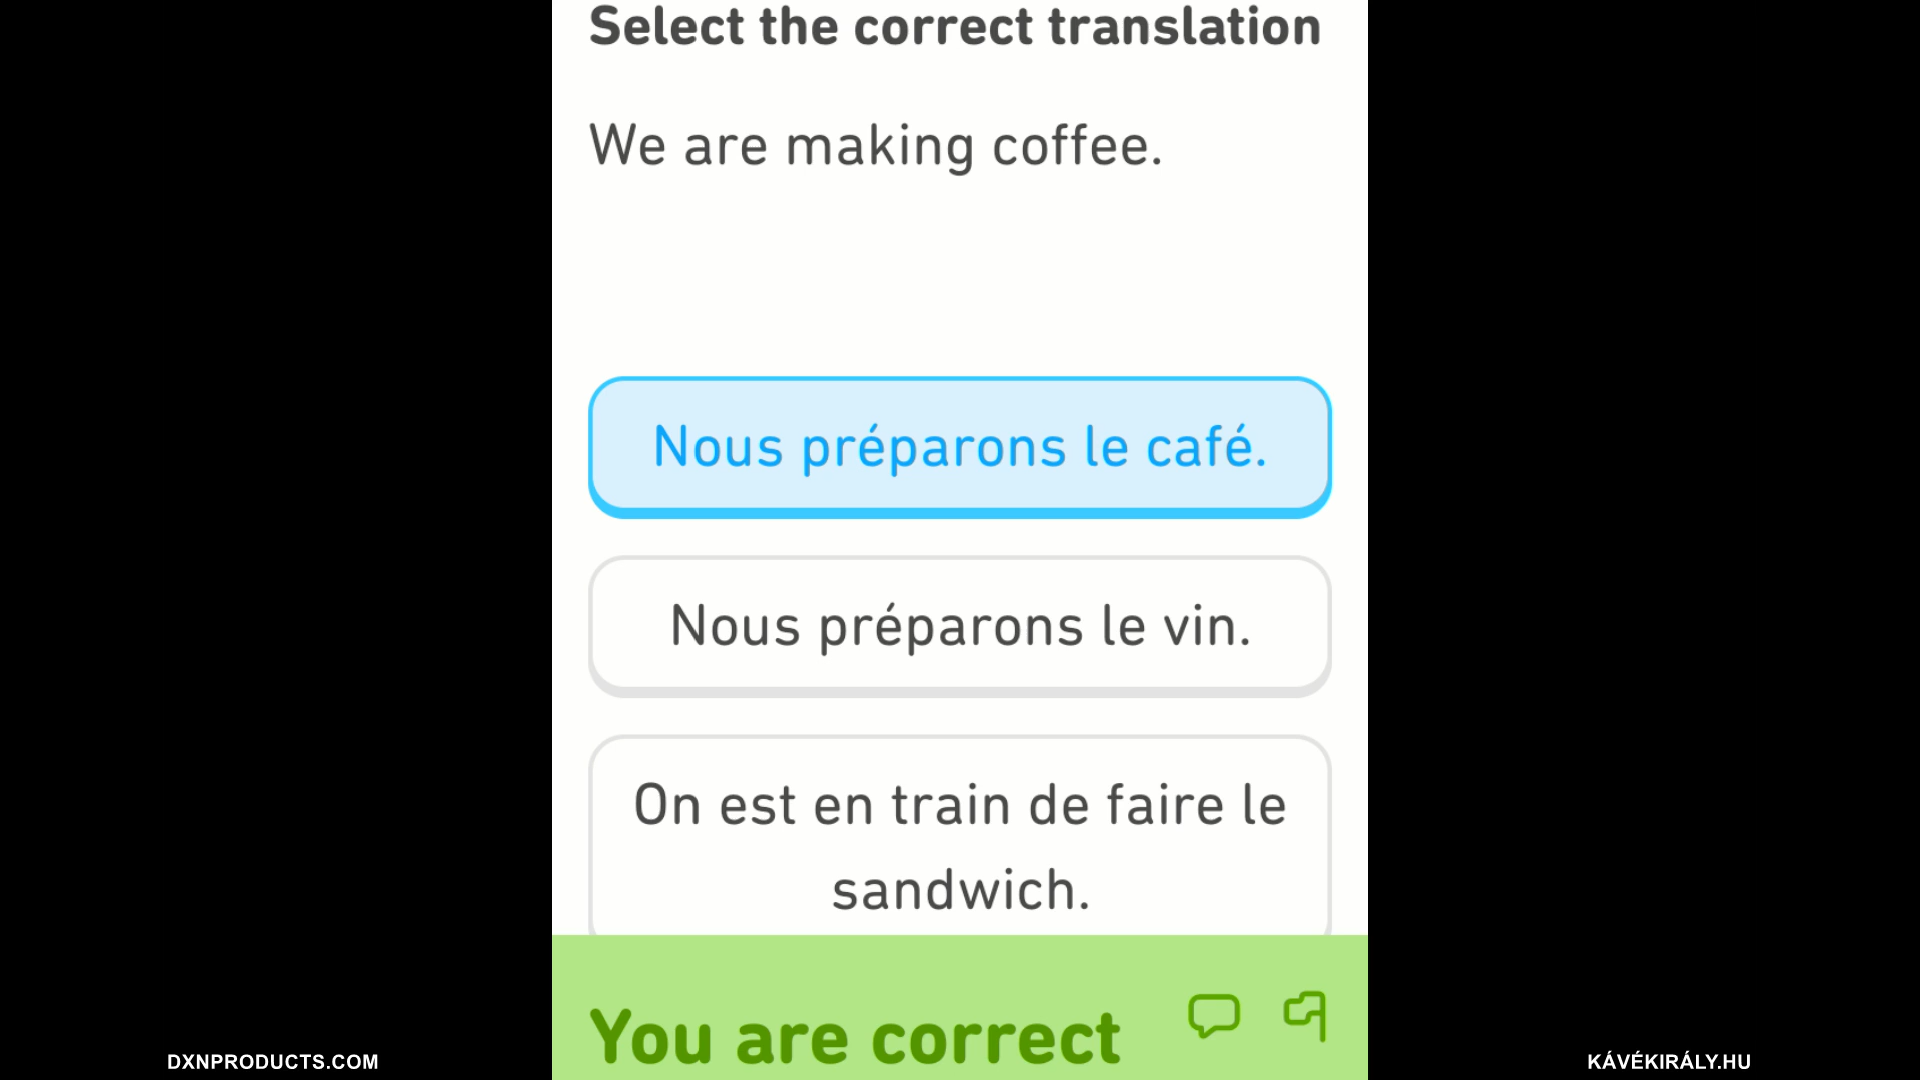 Select the correct translation
We are making coffee.
Nous préparons le café.
Nous préparons le vin.
On est en train de faire le
sandwich.
You are correct
DXNPRODUCTS.COM
KÁVÉKIRÁLY.HU